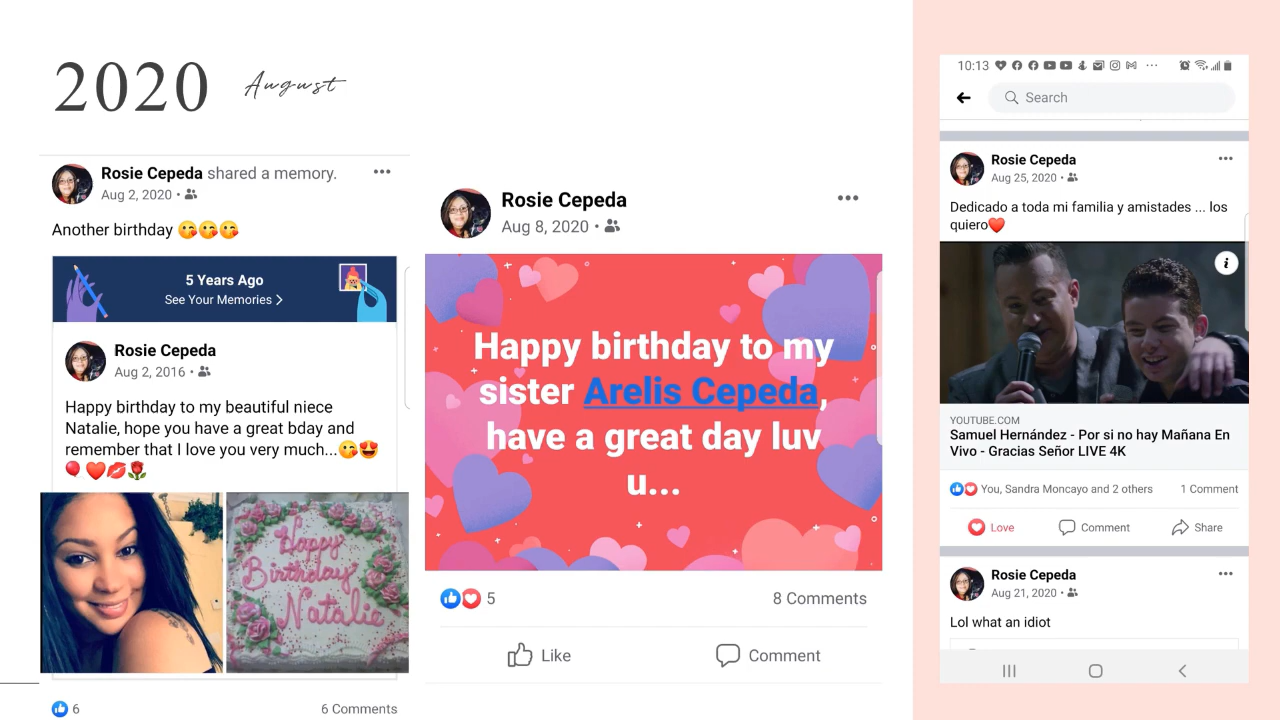 2020 August
Rosie Cepeda shared a memory.
Aug 2, 2020
Another birthday 😘😘😘
5 Years Ago
See Your Memories >
Rosie Cepeda
Aug 2, 2016
Happy birthday to my beautiful niece
Natalie, hope you have a great bday and
remember that I love you very much...😘😍
🎈❤️💋🌹
Happy
Birthday
Natalie
6
6 Comments
Rosie Cepeda
Aug 8, 2020
Happy birthday to my
sister Arelis Cepeda,
have a great day luv
u...
5
8 Comments
Like
Comment
10:13
Search
Rosie Cepeda
Aug 25, 2020
Dedicado a toda mi familia y amistades ... los
quiero❤️
YOUTUBE.COM
Samuel Hernández - Por si no hay Mañana En
Vivo - Gracias Señor LIVE 4K
You, Sandra Moncayo and 2 others
1 Comment
Love
Comment
Share
Rosie Cepeda
Aug 21, 2020
Lol what an idiot